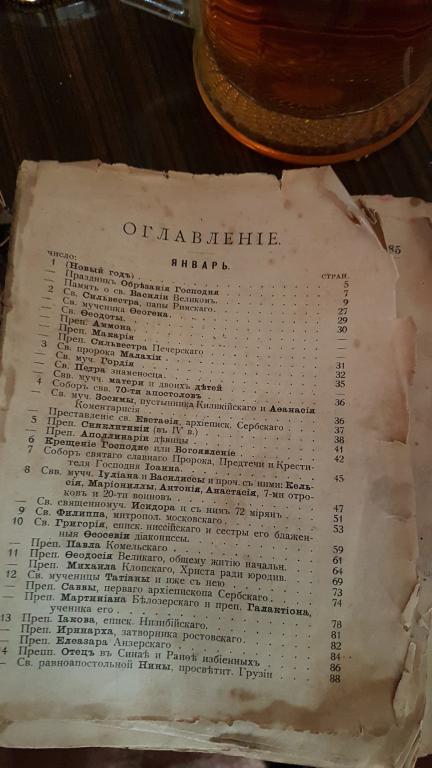 85
ОГЛАВЛЕНІЕ.
ЯНВАРЬ.
число: СТРАН.
1 (Новый годъ) 5
— Праздникъ Обрѣзанія Господня 7
— Память о св. Василіи Великомъ. 9
2 Св. Сильвестра, папы Римскаго. 27
— Св. мученика Ѳеогена. 29
— Св. Ѳеодоты. 30
— Преп. Аммона —
— Преп. Макарія —
— Преп. Сильвестра Печерскаго —
3 Св. пророка Малахіи 31
— Св. муч. Гордія 32
— Св. Петра знаменосца. 35
— Свв. мучч. матери и двоихъ дѣтей —
4 Соборъ свв. 70-ти апостоловъ 36
— Св. муч. Зосимы, пустынника Киликійскаго и Аѳанасія
Коментарисія 36
— Преставленіе св. Евстаѳія, архіеписк. Сербскаго 37
5 Преп. Синклитикіи (въ IV в.) 38
— Преп. Аполлинаріи дѣвицы 41
6 Крещеніе Господне или Богоявленіе 42
7 Соборъ святаго славнаго Пророка, Предтечи и Крести-
теля Господня Іоанна. 45
8 Свв. мучч. Іуліана и Василиссы и проч. съ ними: Кель-
сія, Маріониллы, Антонія, Анастасія, 7-ми отро-
ковъ и 20-ти воиновъ 47
— Св. священномуч. Исидора и съ нимъ 72 мірянъ 51
9 Св. Филиппа, митропол. московскаго 53
10 Св. Григорія, еписк. ниссійскаго и сестры его блажен-
ныя Ѳеосевіи діакониссы. 59
— Преп. Павла Комельскаго 61
11 Преп. Ѳеодосія Великаго, общему житію начальн. 64
— Преп. Михаила Клопскаго, Христа ради юродив. 69
12 Св. мученицы Татіаны и иже съ нею 73
— Преп. Саввы, перваго архіепископа Сербскаго 74
— Преп. Мартиніана Бѣлозерскаго и преп. Галактіона,
ученика его 78
13 Преп. Іакова, еписк. Низибійскаго. 81
— Преп. Иринарха, затворника ростовскаго. 82
— Преп. Елеазара Анзерскаго 84
14 Препп. Отецъ въ Синаѣ и Раиѳѣ избіенныхъ 86
— Св. равноапостольной Нины, просвѣтит. Грузіи 88